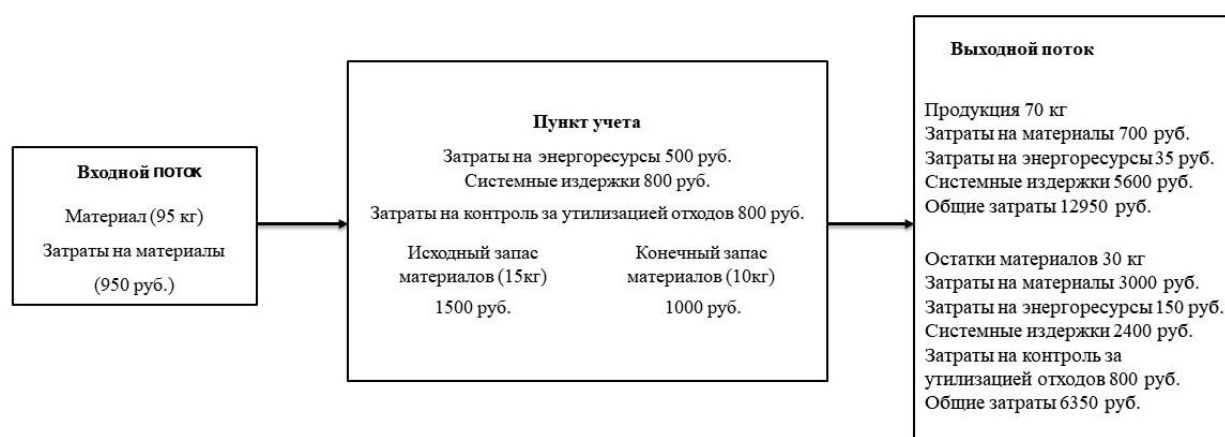 Входной поток
Материал (95 кг)
Затраты на материалы
(950 руб.)
Пункт учета
Затраты на энергоресурсы 500 руб.
Системные издержки 800 руб.
Затраты на контроль за утилизацией отходов 800 руб.
Исходный запас
материалов (15кг)
1500 руб.
Конечный запас
материалов (10кг)
1000 руб.
Выходной поток
Продукция 70 кг
Затраты на материалы 700 руб.
Затраты на энергоресурсы 35 руб.
Системные издержки 5600 руб.
Общие затраты 12950 руб.
Остатки материалов 30 кг
Затраты на материалы 3000 руб.
Затраты на энергоресурсы 150 руб.
Системные издержки 2400 руб.
Затраты на контроль за
утилизацией отходов 800 руб.
Общие затраты 6350 руб.